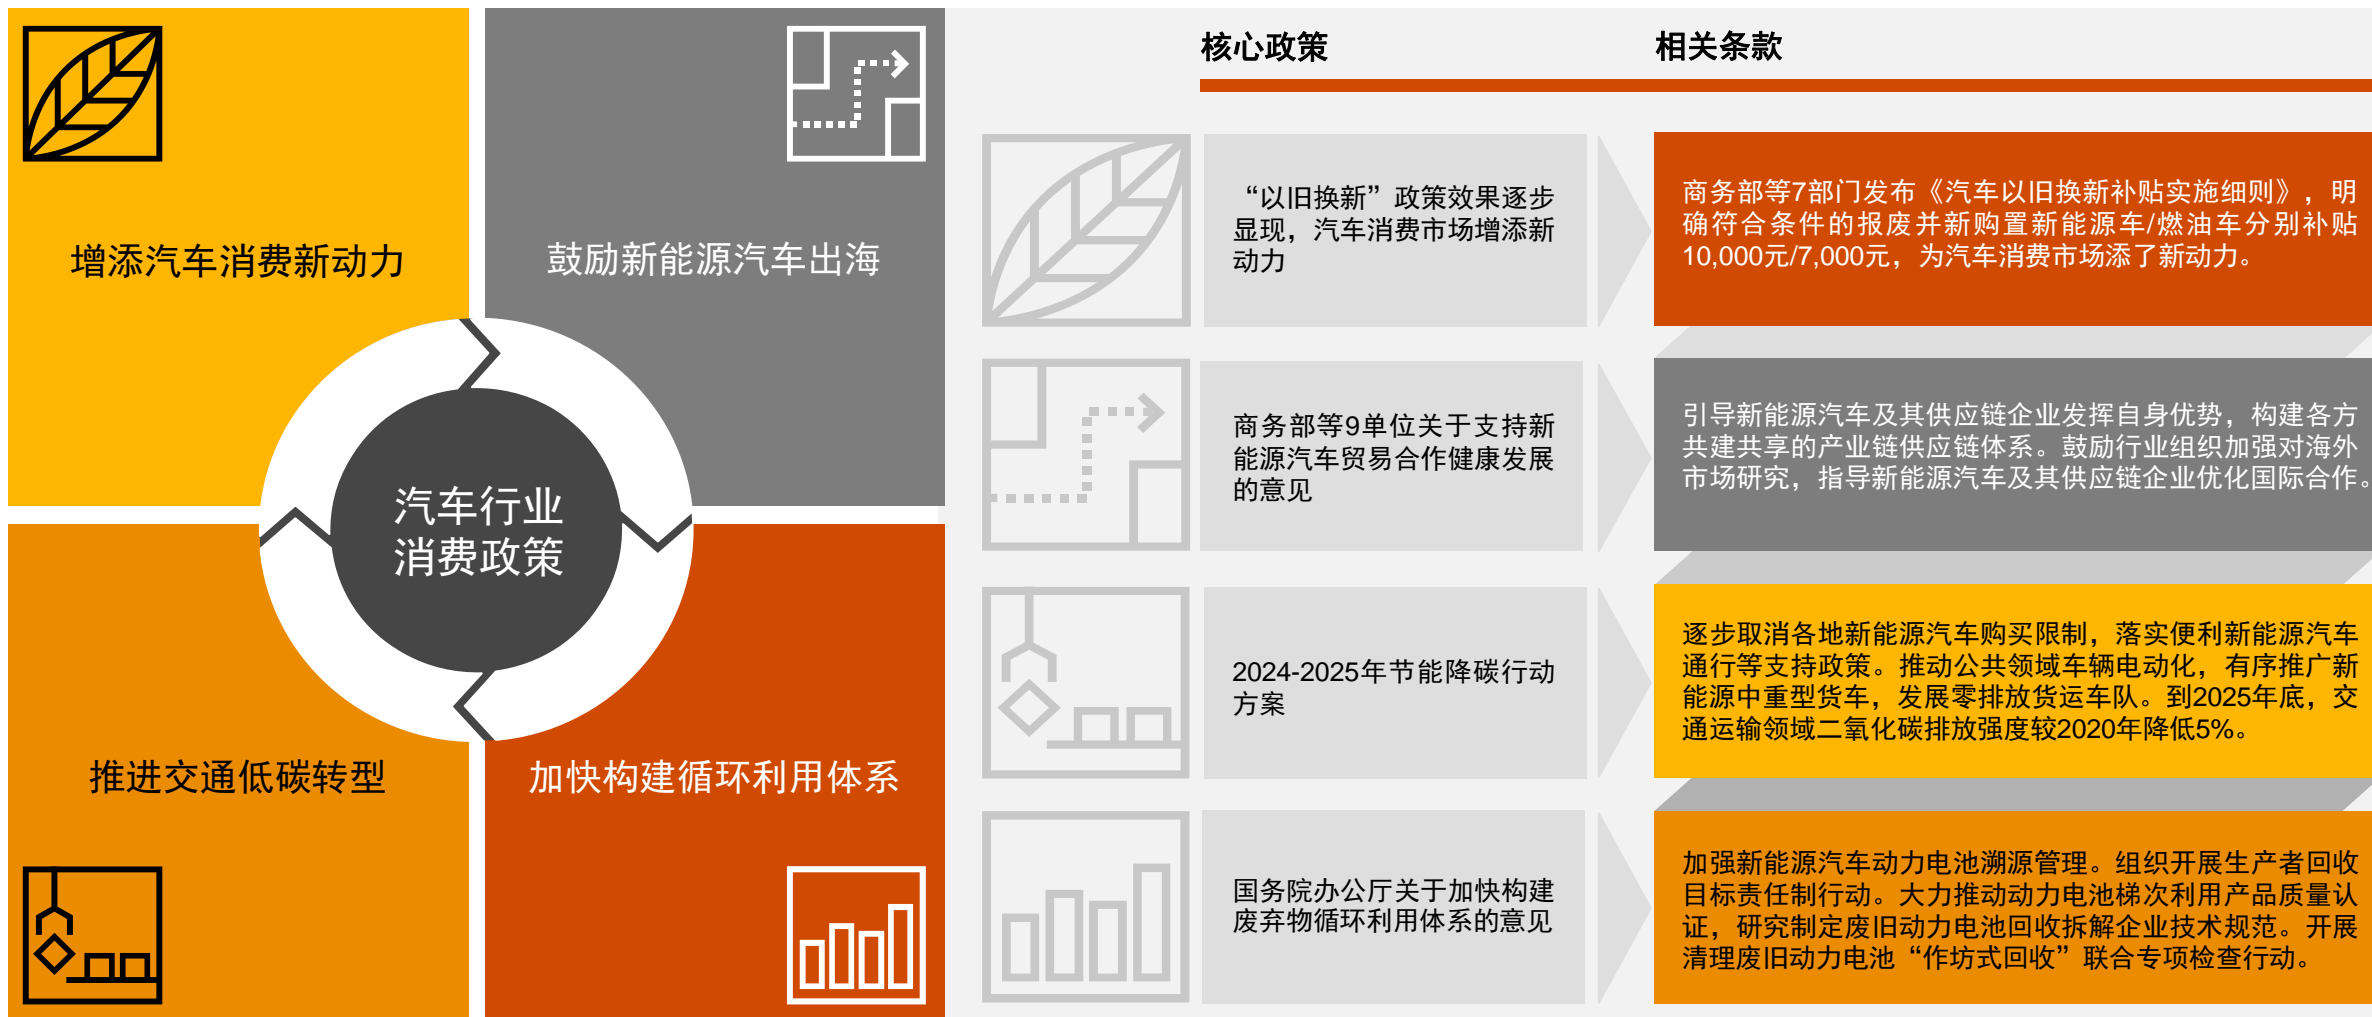 增添汽车消费新动力
鼓励新能源汽车出海
汽车行业
消费政策
推进交通低碳转型
加快构建循环利用体系
核心政策
相关条款
“以旧换新”政策效果逐步
显现，汽车消费市场增添新
动力
商务部等7部门发布《汽车以旧换新补贴实施细则》，明
确符合条件的报废并新购置新能源车/燃油车分别补贴
10,000元/7,000元，为汽车消费市场添了新动力。
商务部等9单位关于支持新
能源汽车贸易合作健康发展
的意见
引导新能源汽车及其供应链企业发挥自身优势，构建各方
共建共享的产业链供应链体系。鼓励行业组织加强对海外
市场研究，指导新能源汽车及其供应链企业优化国际合作。
2024-2025年节能降碳行动
方案
逐步取消各地新能源汽车购买限制，落实便利新能源汽车
通行等支持政策。推动公共领域车辆电动化，有序推广新
能源中重型货车，发展零排放货运车队。到2025年底，交
通运输领域二氧化碳排放强度较2020年降低5%。
国务院办公厅关于加快构建
废弃物循环利用体系的意见
加强新能源汽车动力电池溯源管理。组织开展生产者回收
目标责任制行动。大力推动动力电池梯次利用产品质量认
证，研究制定废旧动力电池回收拆解企业技术规范。开展
清理废旧动力电池“作坊式回收”联合专项检查行动。